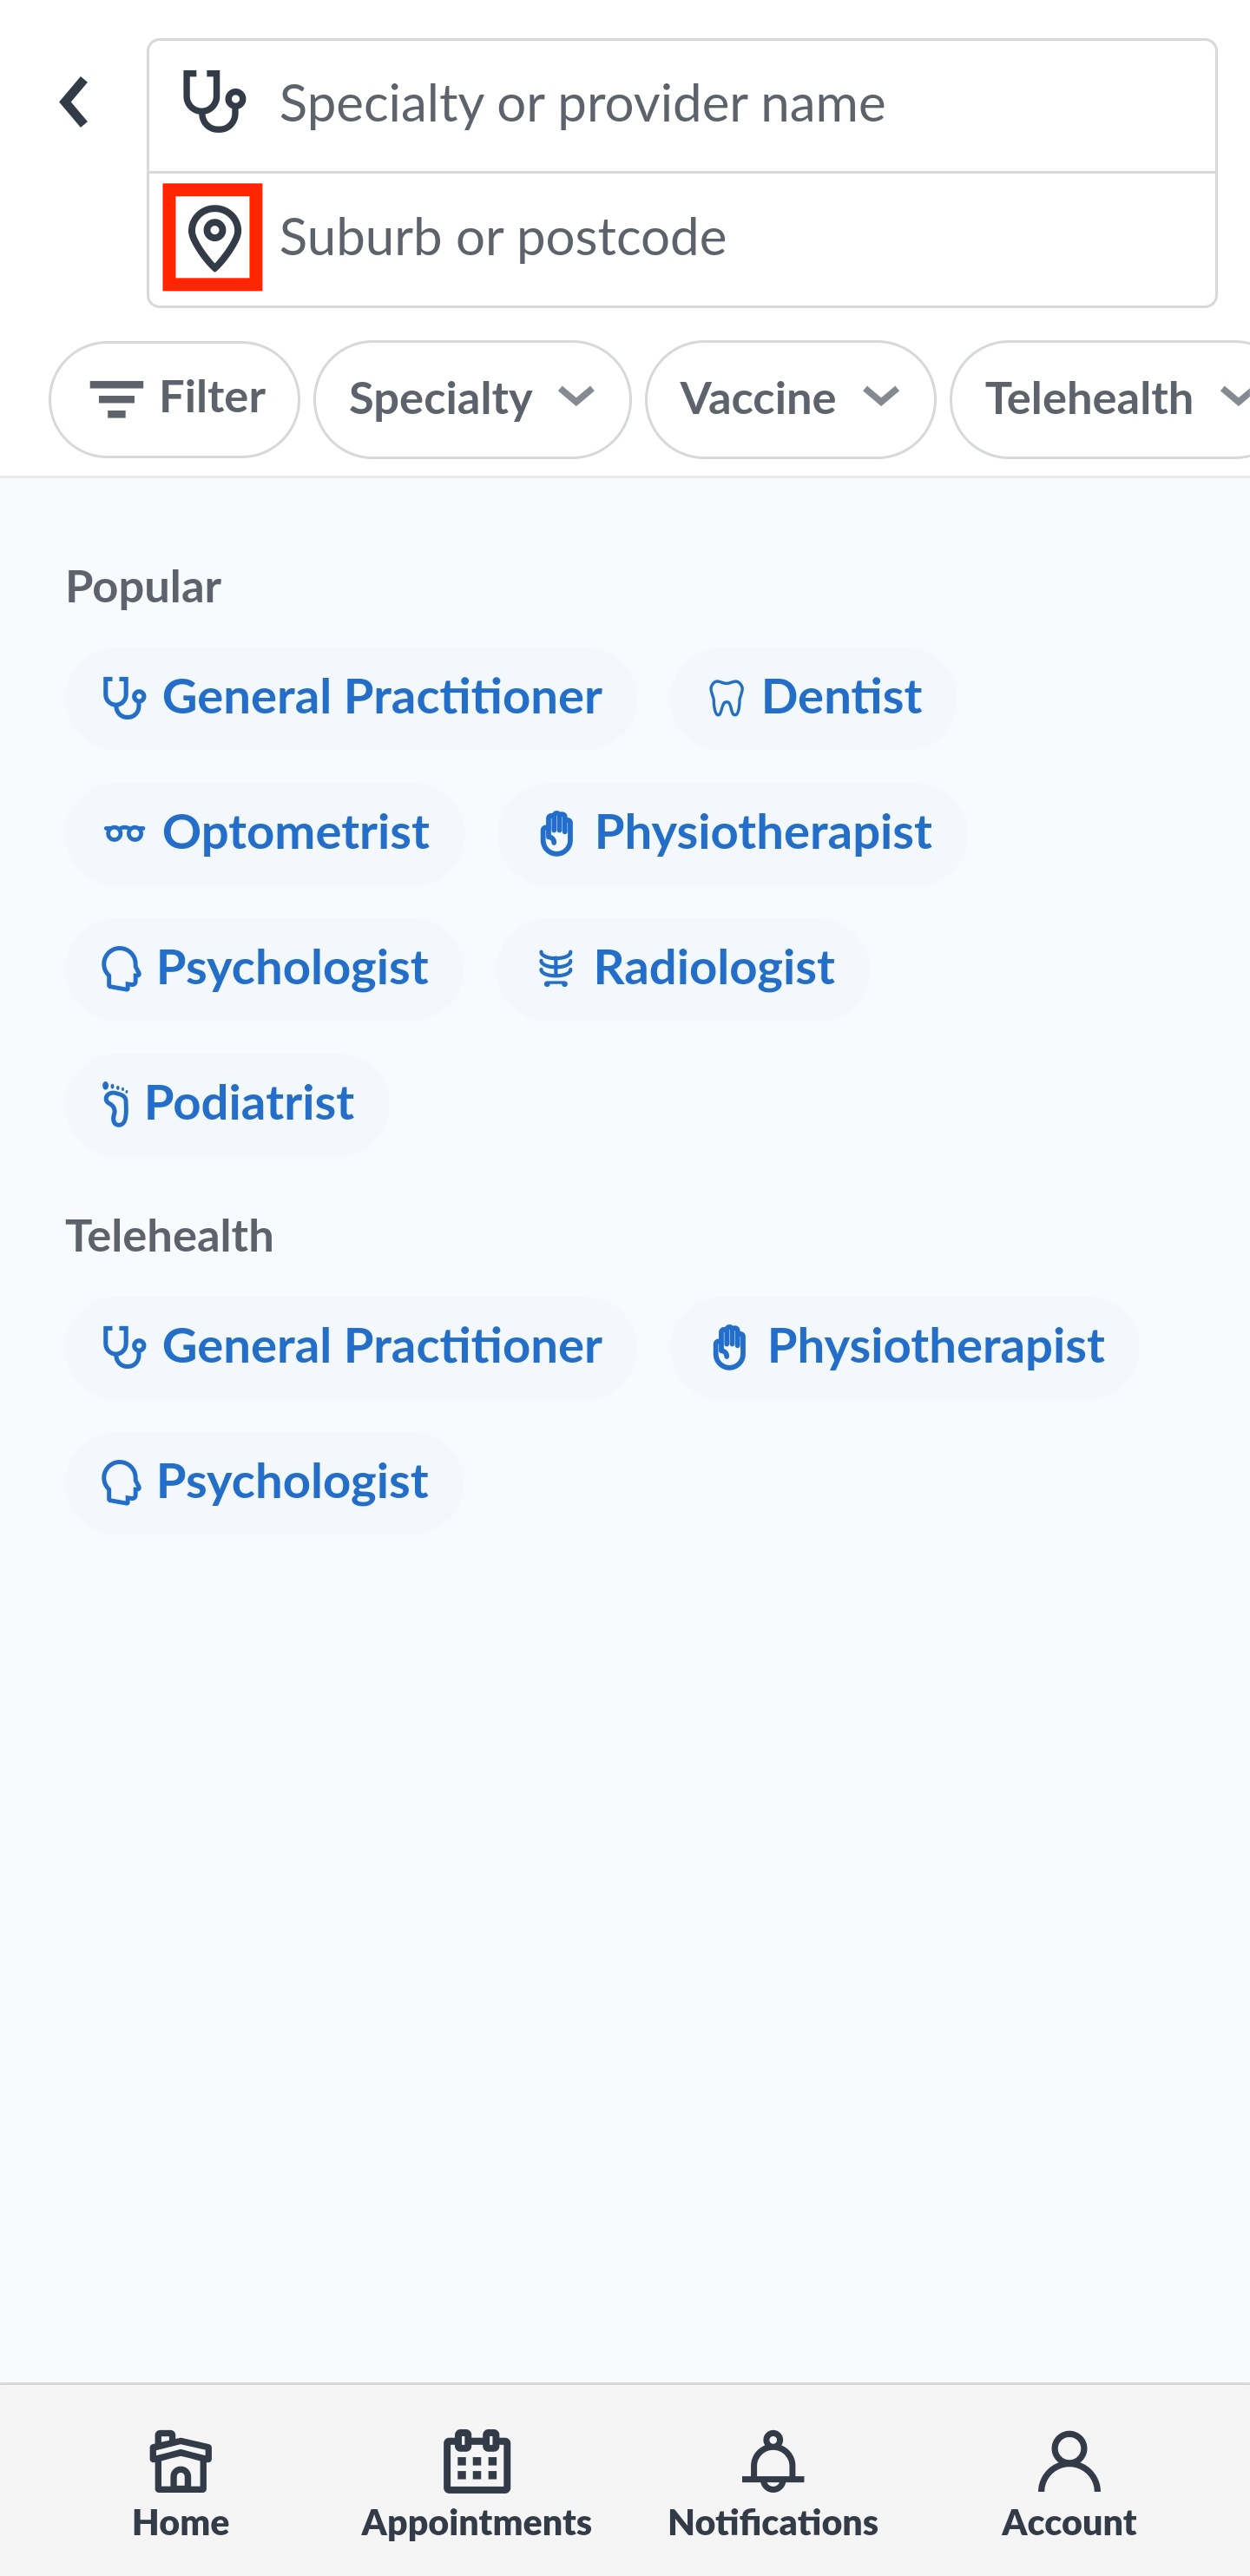 Specialty or provider name
Suburb or postcode
Filter Specialty Vaccine Telehealth
Popular
General Practitioner Dentist
Optometrist Physiotherapist
Psychologist Radiologist
Podiatrist
Telehealth
General Practitioner Physiotherapist
Psychologist
Home Appointments Notifications Account